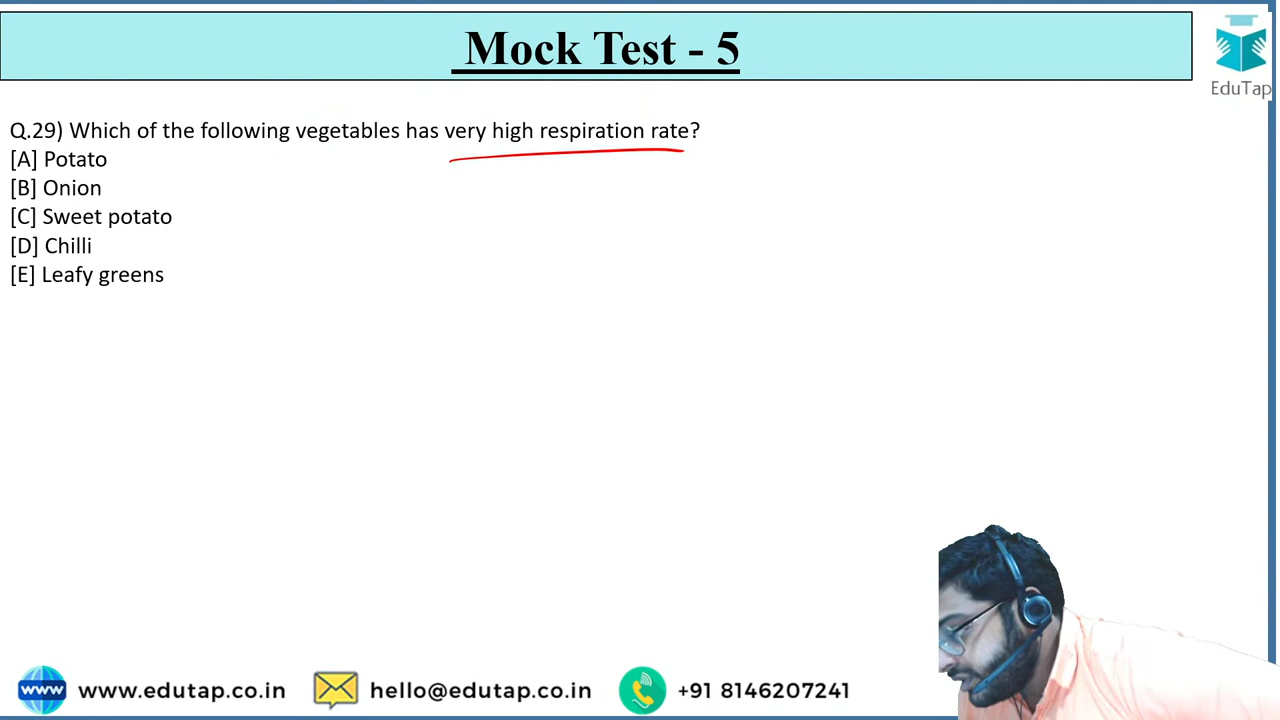 Mock Test - 5
EduTap
Q.29) Which of the following vegetables has very high respiration rate?
[A] Potato
[B] Onion
[C] Sweet potato
[D] Chilli
[E] Leafy greens
www www.edutap.co.in hello@edutap.co.in +91 8146207241